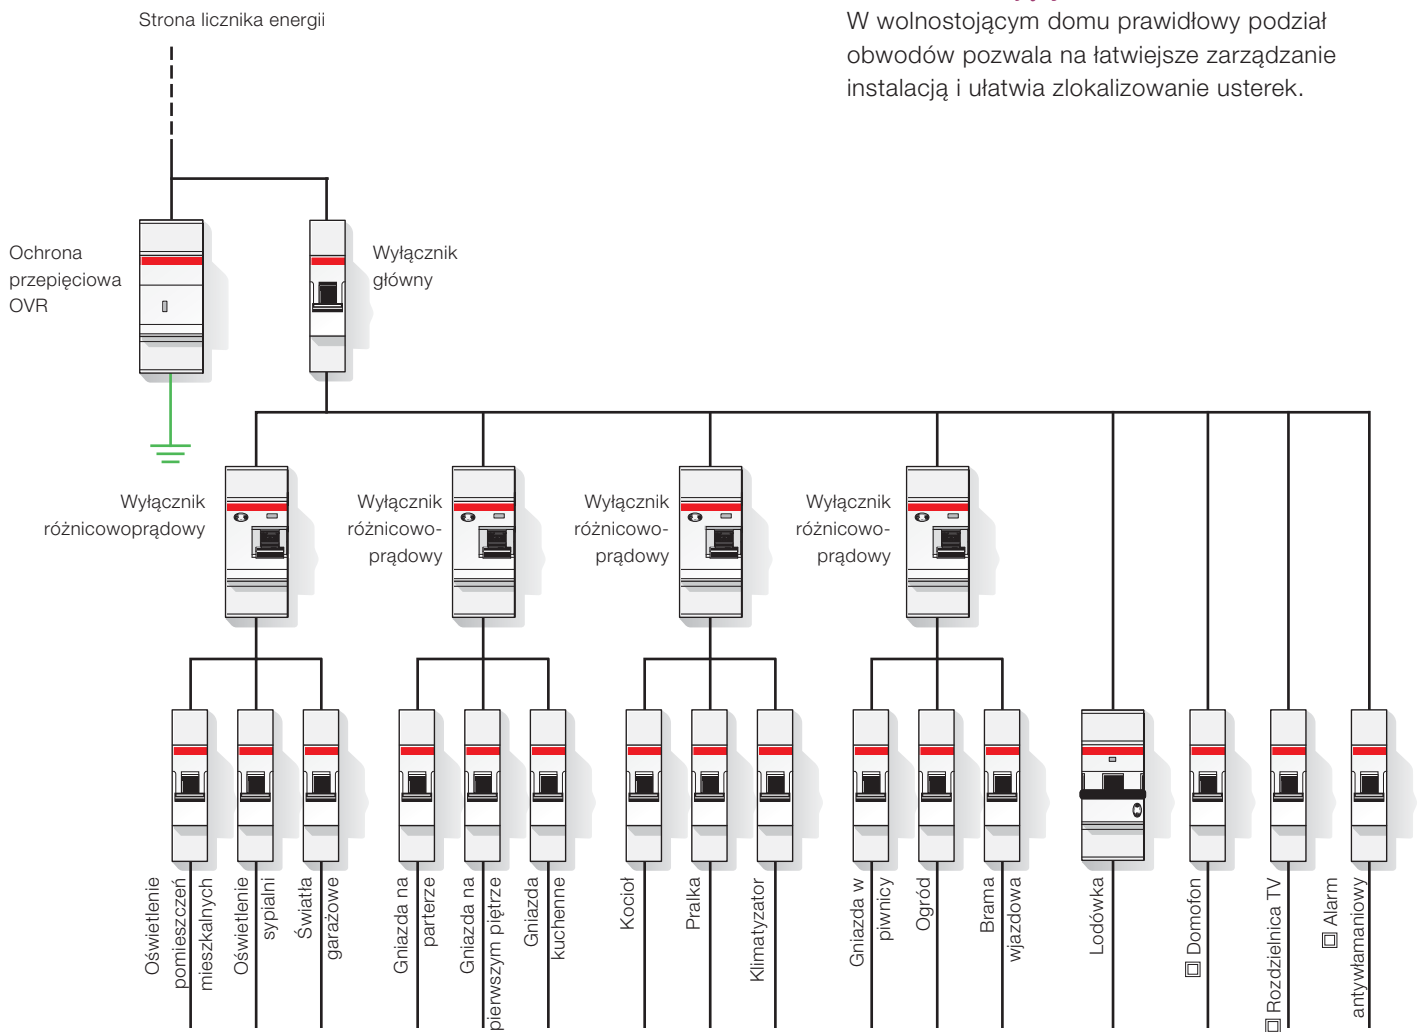 Strona licznika energii
W wolnostojącym domu prawidłowy podział
obwodów pozwala na łatwiejsze zarządzanie
instalacją i ułatwia zlokalizowanie usterek.
Ochrona
przepięciowa
OVR
Wyłącznik
główny
Wyłącznik
różnicowoprądowy
Wyłącznik
różnicowo-
prądowy
Wyłącznik
różnicowo-
prądowy
Wyłącznik
różnicowo-
prądowy
Oświetlenie
pomieszczeń
mieszkalnych
Oświetlenie
sypialni
Światła
garażowe
Gniazda na
parterze
Gniazda na
pierwszym piętrze
Gniazda
kuchenne
Kocioł
Pralka
Klimatyzator
Gniazda w
piwnicy
Ogród
Brama
wjazdowa
Lodówka
Domofon
Rozdzielnica TV
Alarm
antywłamaniowy